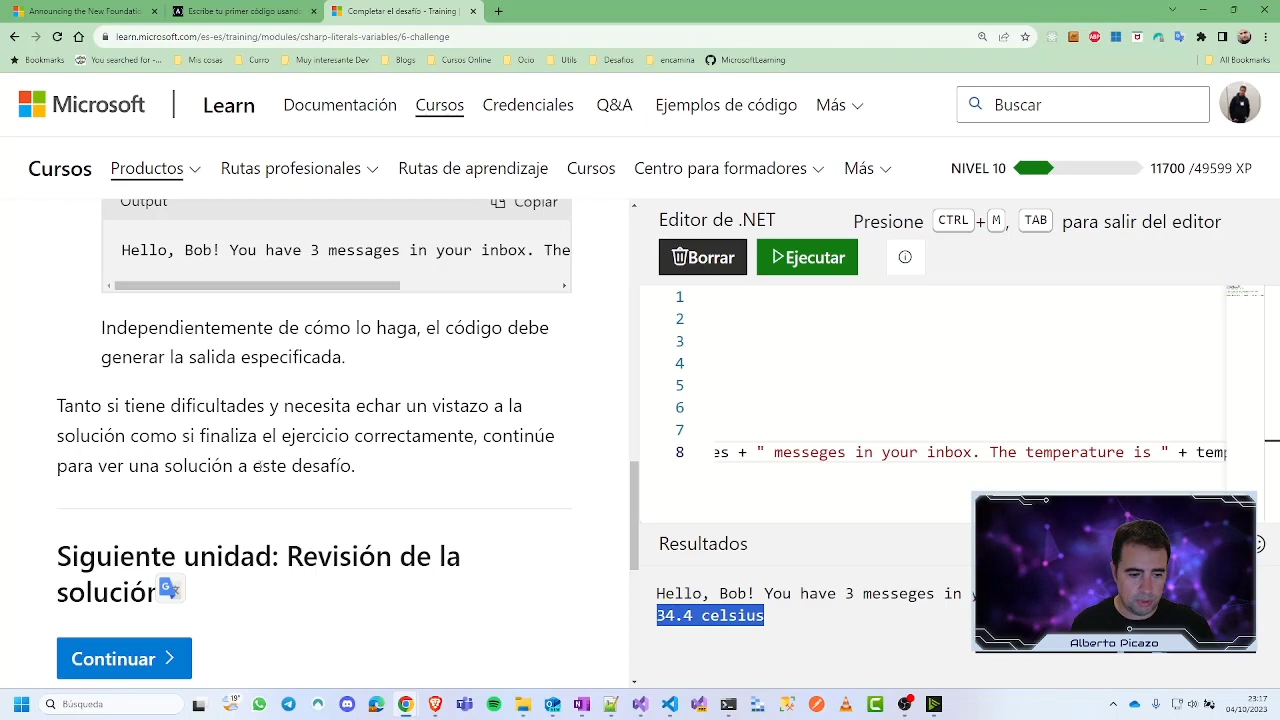 Announcing the New Foundatic
Escribe tu primer código usando
Completar el desafío - Training |
learn.microsoft.com/es-es/training/modules/csharp-literals-variables/6-challenge
Bookmarks
You searched for -...
Mis cosas
Curro
Muy interesante Dev
Blogs
Cursos Online
Ocio
Utils
Desafios
encamina
MicrosoftLearning
All Bookmarks
Microsoft
Learn
Documentación
Cursos
Credenciales
Q&A
Ejemplos de código
Más
Buscar
Cursos
Productos
Rutas profesionales
Rutas de aprendizaje
Cursos
Centro para formadores
Más
NIVEL 10
11700 /49599 XP
Output
Copiar
Hello, Bob! You have 3 messages in your inbox. The
Independientemente de cómo lo haga, el código debe
generar la salida especificada.
Tanto si tiene dificultades y necesita echar un vistazo a la
solución como si finaliza el ejercicio correctamente, continúe
para ver una solución a este desafío.
Siguiente unidad: Revisión de la
solución
Continuar
Editor de .NET
Presione CTRL + M, TAB para salir del editor
Borrar
Ejecutar
1
2
3
4
5
6
7
8
es + " messeges in your inbox. The temperature is " + temp
Resultados
Hello, Bob! You have 3 messeges in y
34.4 celsius
Alberto Picazo
Búsqueda
19°
23:17
04/10/2023